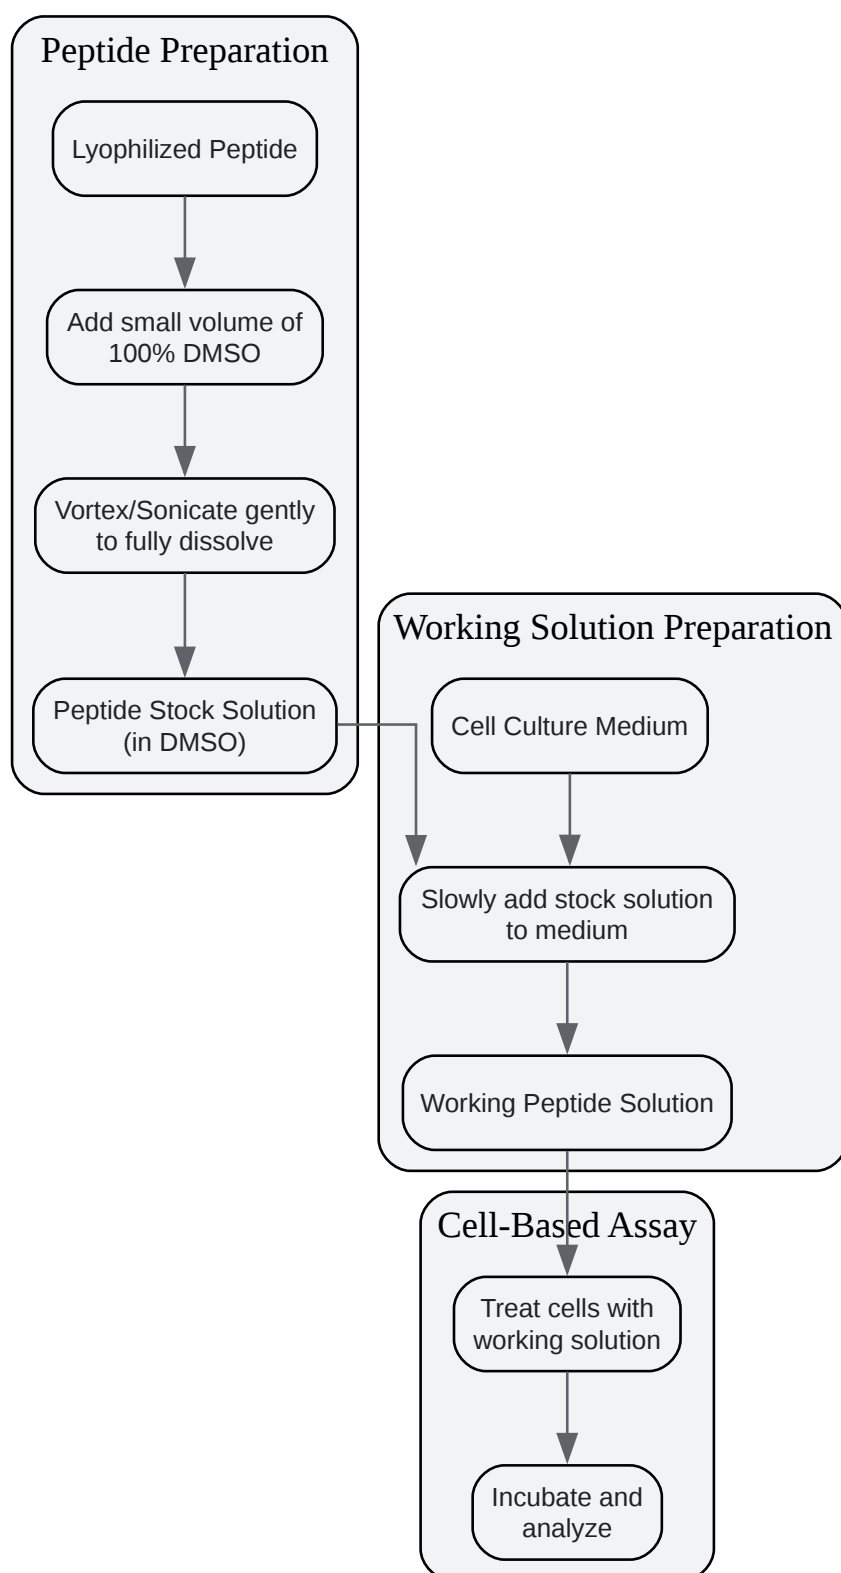 Peptide Preparation
Lyophilized Peptide
Add small volume of
100% DMSO
Vortex/Sonicate gently
to fully dissolve
Peptide Stock Solution
(in DMSO)
Working Solution Preparation
Cell Culture Medium
Slowly add stock solution
to medium
Working Peptide Solution
Cell-Based Assay
Treat cells with
working solution
Incubate and
analyze